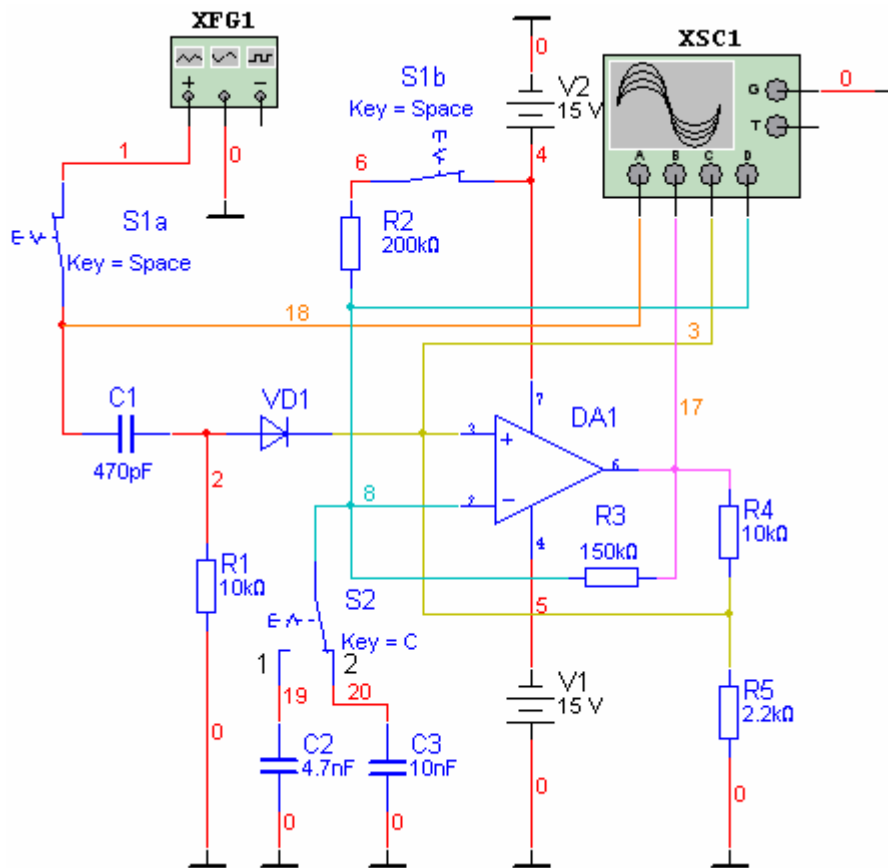 XFG1
+
−
1
0
S1a
Key = Space
S1b
Key = Space
6
R2
200kΩ
0
V2
15 V
4
XSC1
G
T
A
B
C
D
0
18
3
17
C1
470pF
VD1
2
3
+
2
−
7
6
4
DA1
8
R1
10kΩ
R3
150kΩ
R4
10kΩ
S2
Key = C
1
2
19
20
5
V1
15 V
R5
2.2kΩ
C2
4.7nF
C3
10nF
0
0
0
0
0